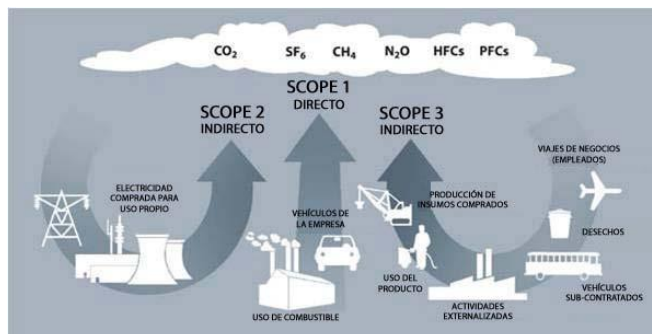 CO₂ SF₆ CH₄ N₂O HFCs PFCs
SCOPE 1
DIRECTO
SCOPE 2
INDIRECTO
SCOPE 3
INDIRECTO
VIAJES DE NEGOCIOS
(EMPLEADOS)
ELECTRICIDAD
COMPRADA PARA
USO PROPIO
PRODUCCIÓN DE
INSUMOS COMPRADOS
VEHÍCULOS DE
LA EMPRESA
DESECHOS
USO DEL
PRODUCTO
VEHÍCULOS
SUB-CONTRATADOS
ACTIVIDADES
EXTERNALIZADAS
USO DE COMBUSTIBLE